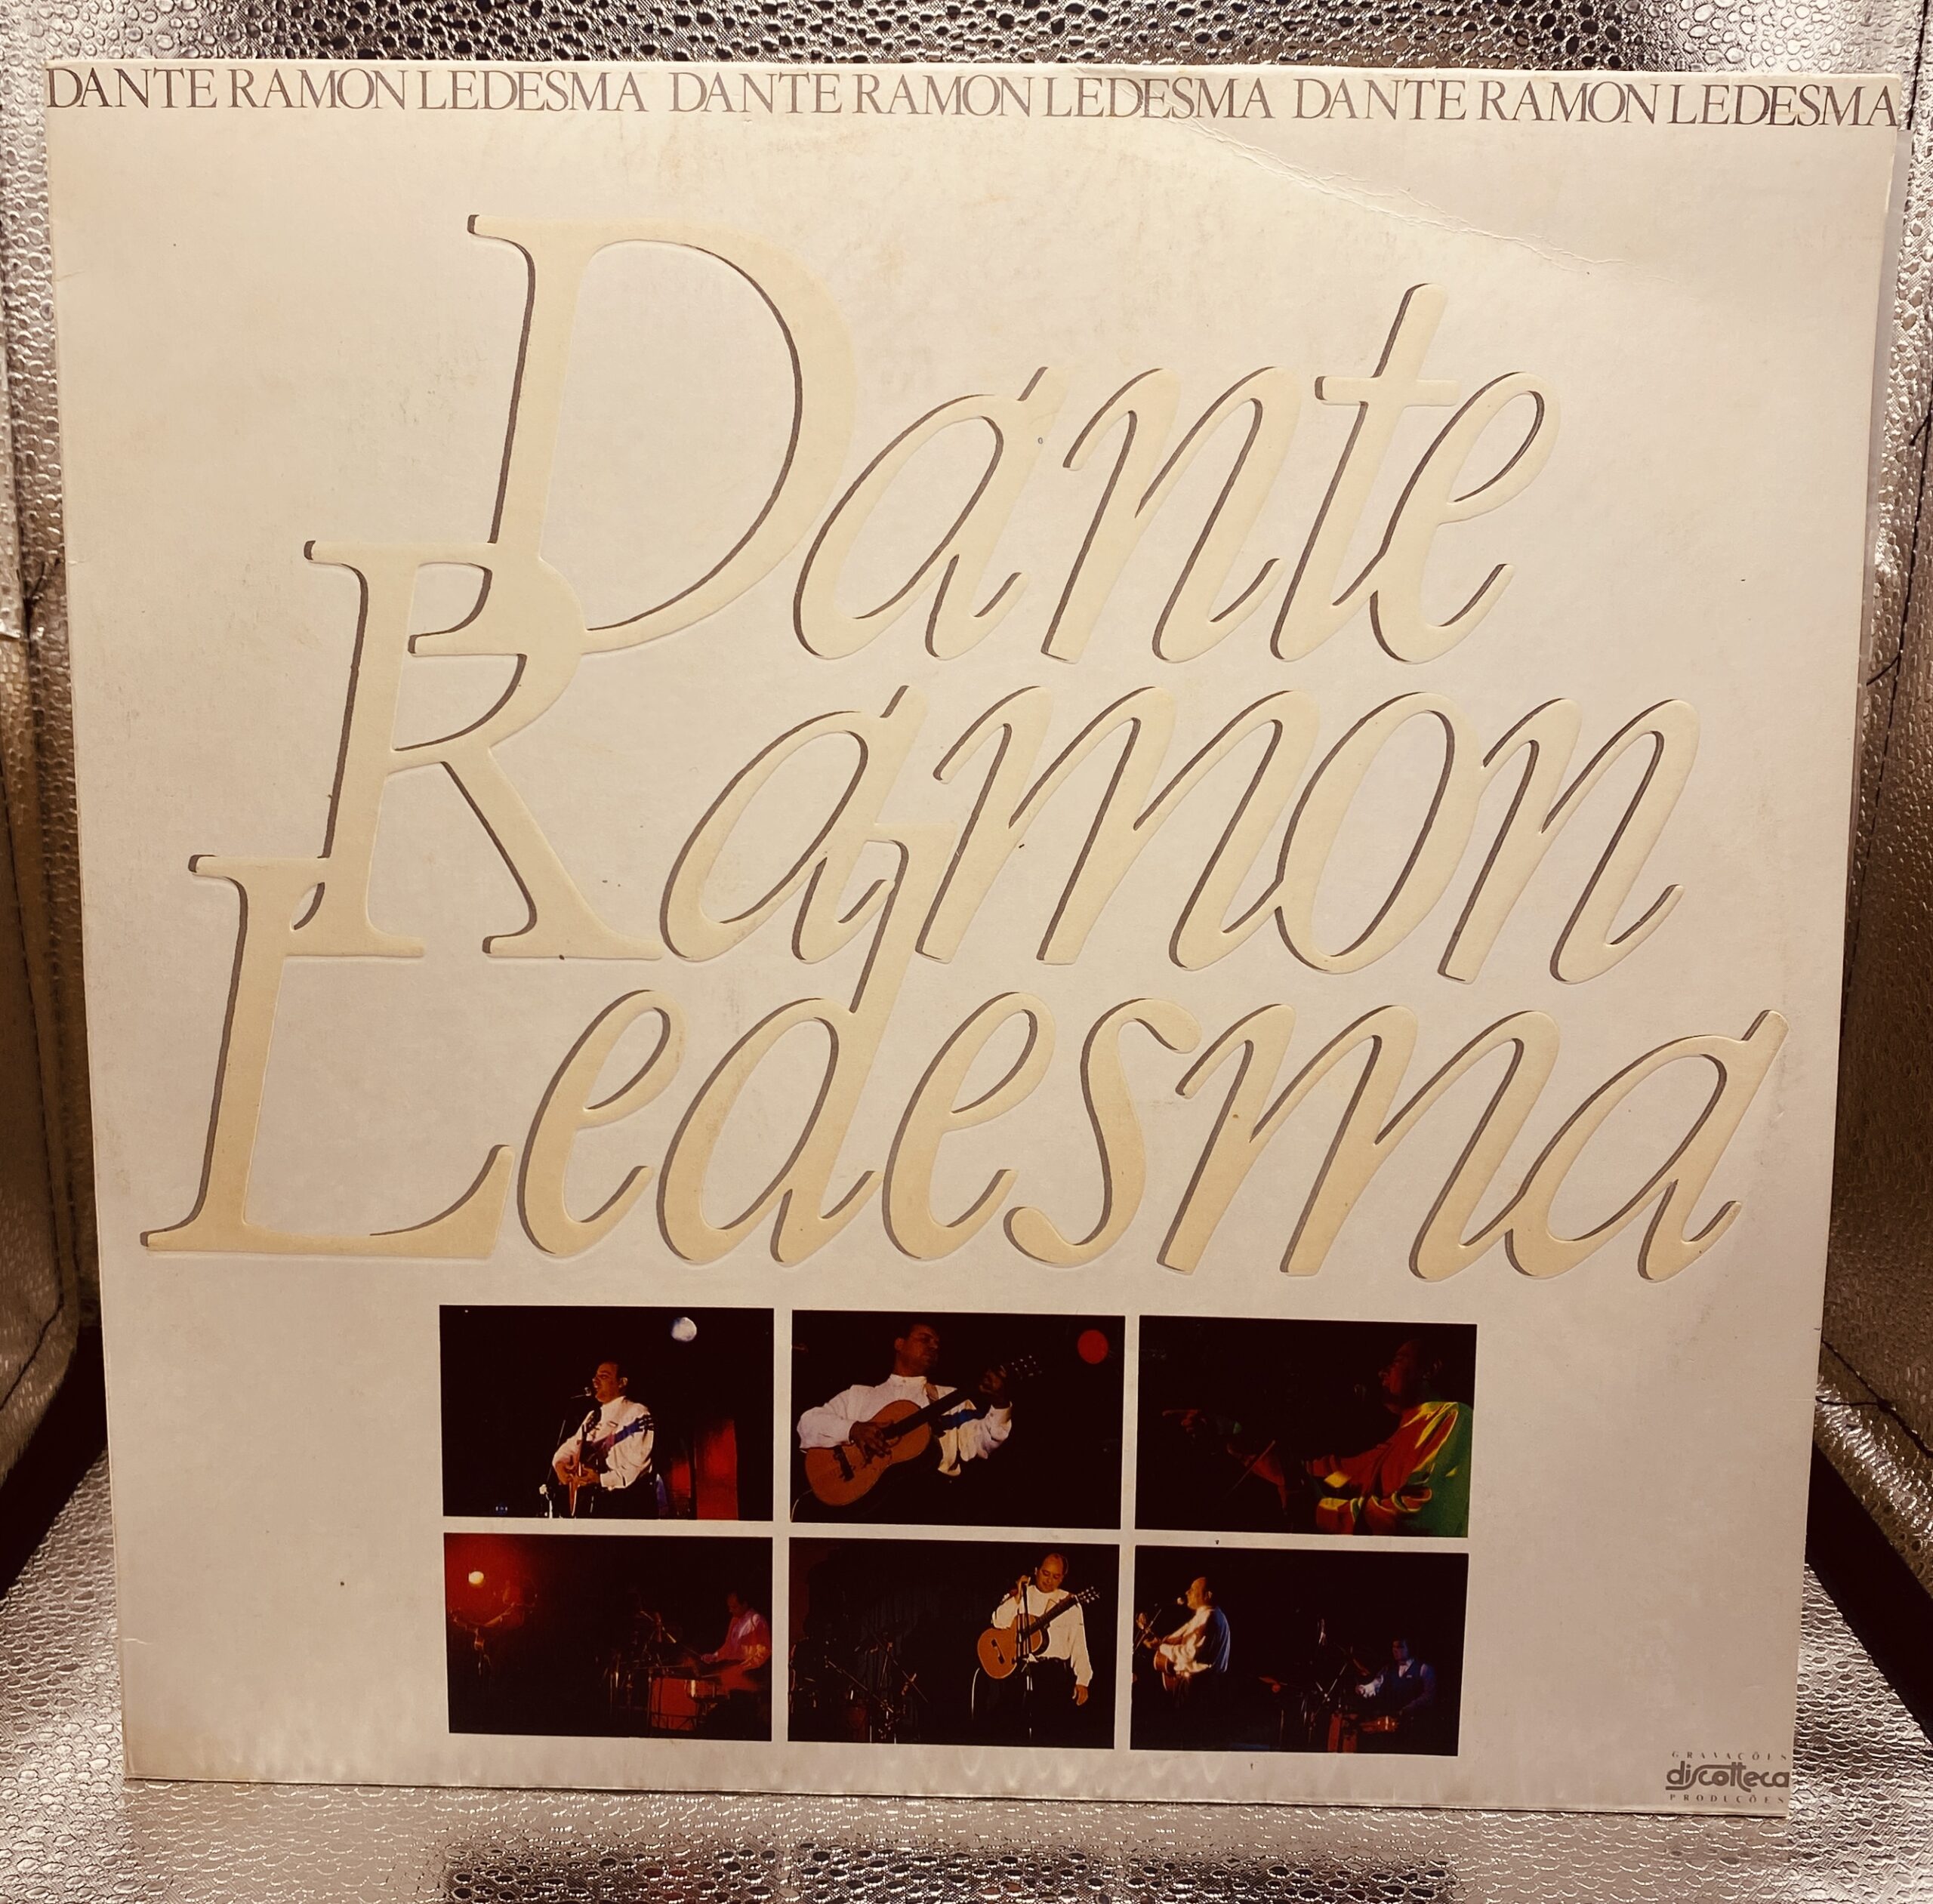 DANTE RAMON LEDESMA DANTE RAMON LEDESMA DANTE RAMON LEDESMA
Dante
Ramon
Ledesma
GRAVAÇÕES
discotteca
PRODUÇÕES